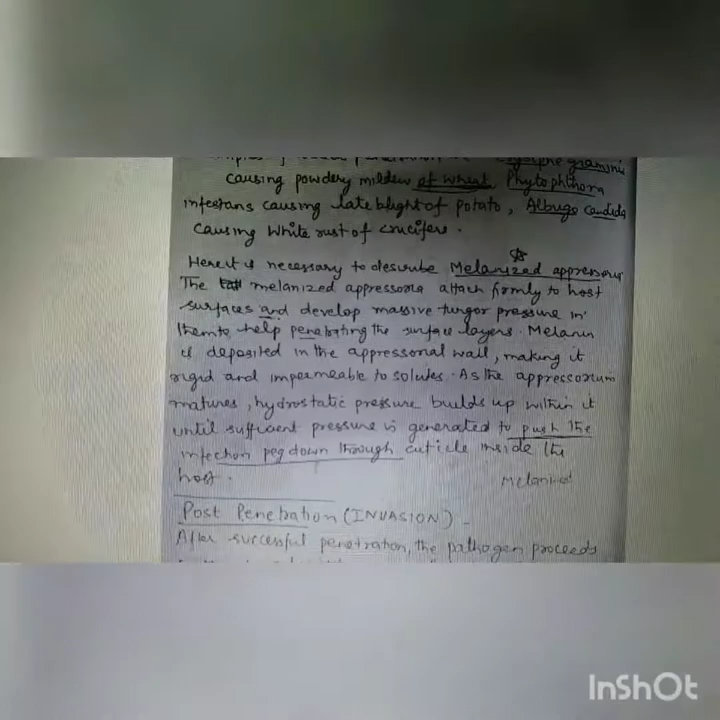 Erysiphe graminis
causing powdery mildew of wheat, Phytophthora
infestans causing late blight of potato, Albugo candida
causing white rust of crucifers.
Here it is necessary to describe Melanized appressoria
The melanized appressoria attach firmly to host
surfaces and develop massive turgor pressure in
them to help penetrating the surface layers. Melanin
is deposited in the appressorial wall, making it
rigid and impermeable to solutes. As the appressorium
matures, hydrostatic pressure builds up within it
until sufficient pressure is generated to push the
infection peg down through cuticle inside the
host.
Melanized
Post Penetration (INVASION) -
After successful penetration, the pathogen proceeds
InShOt